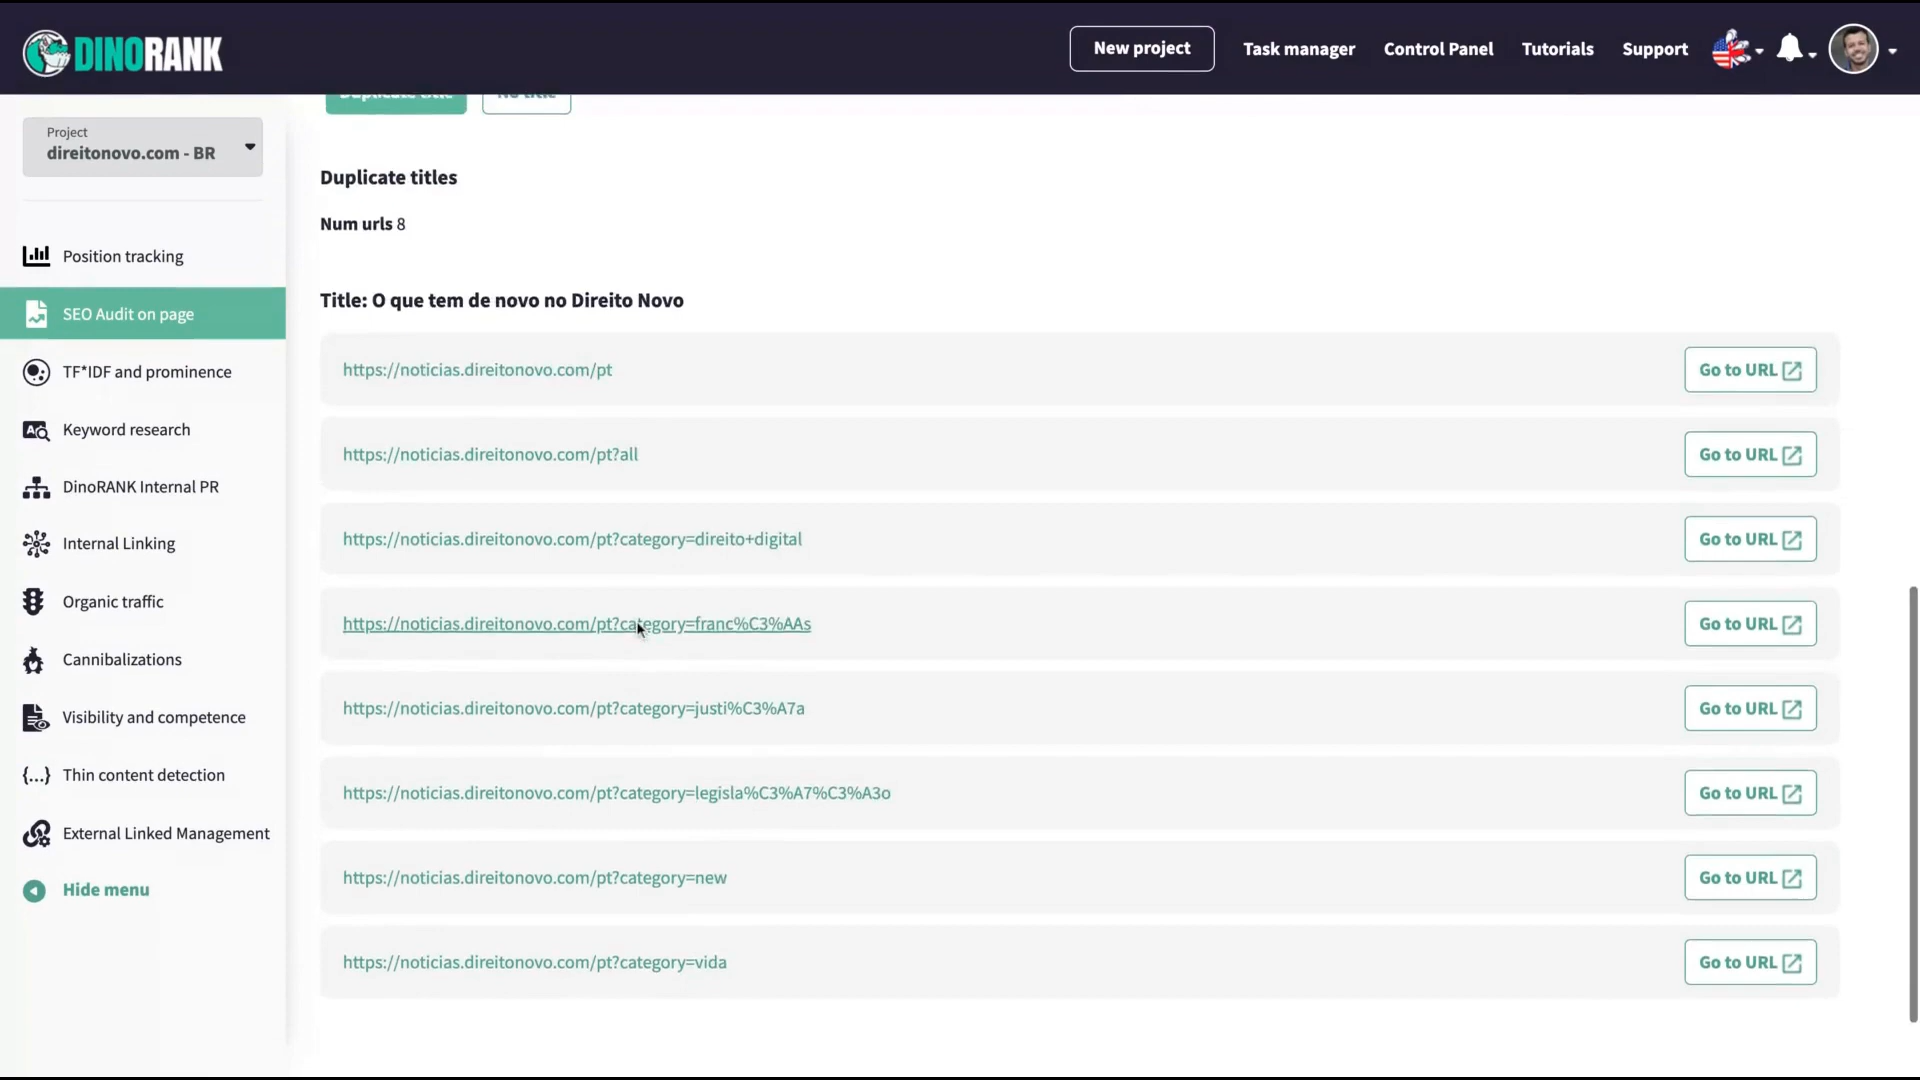 DINORANK
New project
Task manager
Control Panel
Tutorials
Support
Project
direitonovo.com - BR
Position tracking
SEO Audit on page
TF*IDF and prominence
Keyword research
DinoRANK Internal PR
Internal Linking
Organic traffic
Cannibalizations
Visibility and competence
Thin content detection
External Linked Management
Hide menu
Duplicate title
No title
Duplicate titles
Num urls 8
Title: O que tem de novo no Direito Novo
https://noticias.direitonovo.com/pt
Go to URL
https://noticias.direitonovo.com/pt?all
Go to URL
https://noticias.direitonovo.com/pt?category=direito+digital
Go to URL
https://noticias.direitonovo.com/pt?category=franc%C3%AAs
Go to URL
https://noticias.direitonovo.com/pt?category=justi%C3%A7a
Go to URL
https://noticias.direitonovo.com/pt?category=legisla%C3%A7%C3%A3o
Go to URL
https://noticias.direitonovo.com/pt?category=new
Go to URL
https://noticias.direitonovo.com/pt?category=vida
Go to URL